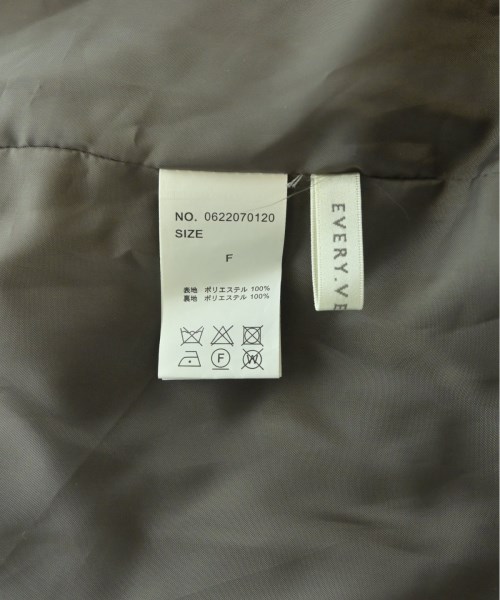 NO. 0622070120
SIZE
F
表地 ポリエステル 100%
裏地 ポリエステル 100%
F
W
EVERY.VE